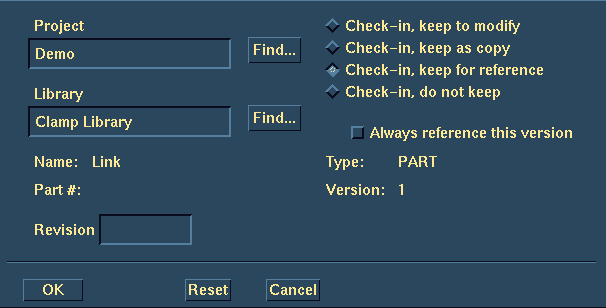 Project
Demo
Find...
Library
Clamp Library
Find...
Check-in, keep to modify
Check-in, keep as copy
Check-in, keep for reference
Check-in, do not keep
Always reference this version
Name: Link
Type: PART
Part #:
Version: 1
Revision
OK
Reset
Cancel